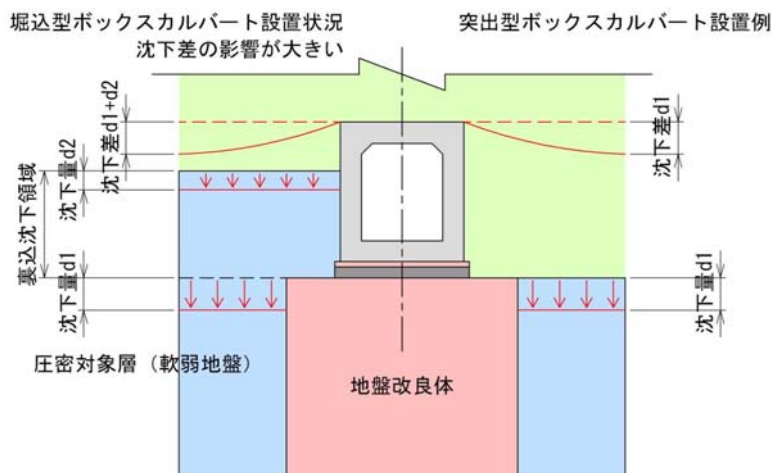 堀込型ボックスカルバート設置状況
沈下差の影響が大きい
突出型ボックスカルバート設置例
沈下差d1+d2
沈下量d2
裏込沈下領域
沈下量d1
沈下差d1
沈下量d1
圧密対象層（軟弱地盤）
地盤改良体